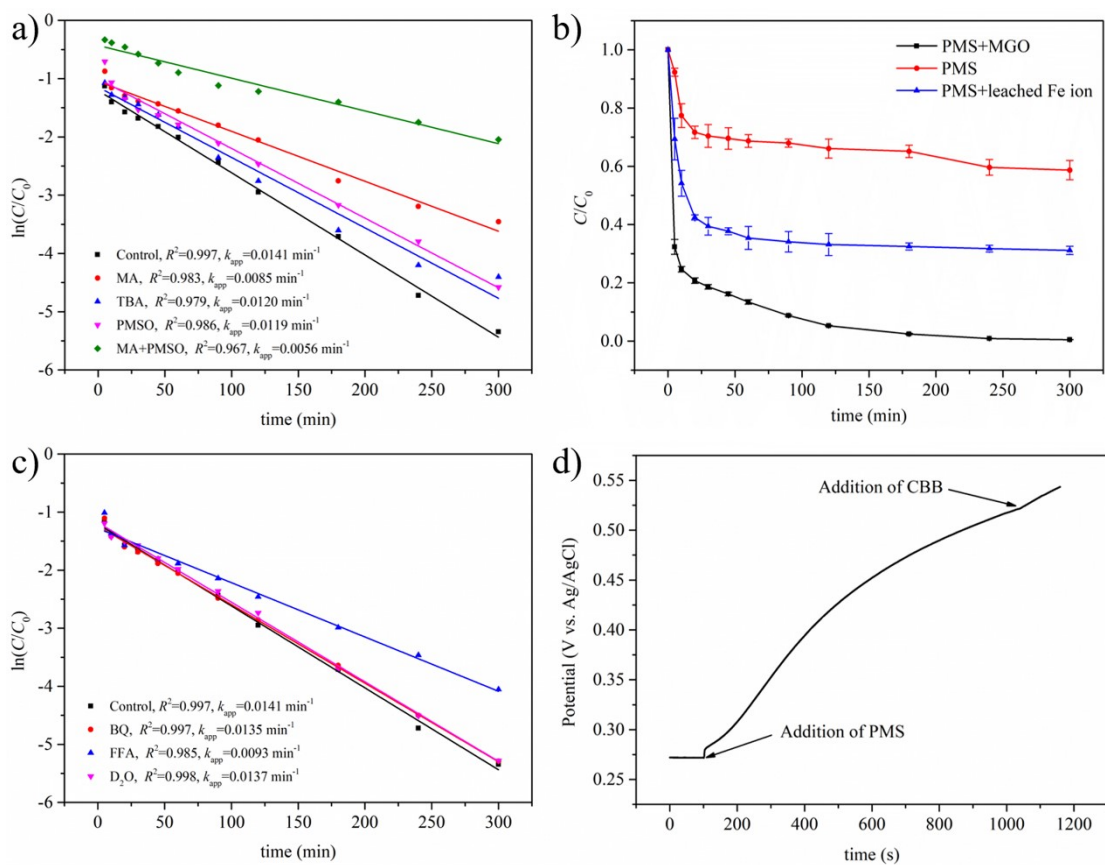 a)
0
-1
-2
-3
-4
-5
-6
ln(C/C₀)
Control, R²=0.997, kₐₚₚ=0.0141 min⁻¹
MA, R²=0.983, kₐₚₚ=0.0085 min⁻¹
TBA, R²=0.979, kₐₚₚ=0.0120 min⁻¹
PMSO, R²=0.986, kₐₚₚ=0.0119 min⁻¹
MA+PMSO, R²=0.967, kₐₚₚ=0.0056 min⁻¹
0 50 100 150 200 250 300
time (min)
b)
1.0
0.8
0.6
0.4
0.2
0.0
C/C₀
PMS+MGO
PMS
PMS+leached Fe ion
0 50 100 150 200 250 300
time (min)
c)
0
-1
-2
-3
-4
-5
-6
ln(C/C₀)
Control, R²=0.997, kₐₚₚ=0.0141 min⁻¹
BQ, R²=0.997, kₐₚₚ=0.0135 min⁻¹
FFA, R²=0.985, kₐₚₚ=0.0093 min⁻¹
D₂O, R²=0.998, kₐₚₚ=0.0137 min⁻¹
0 50 100 150 200 250 300
time (min)
d)
0.55
0.50
0.45
0.40
0.35
0.30
0.25
Potential (V vs. Ag/AgCl)
Addition of CBB
Addition of PMS
0 200 400 600 800 1000 1200
time (s)